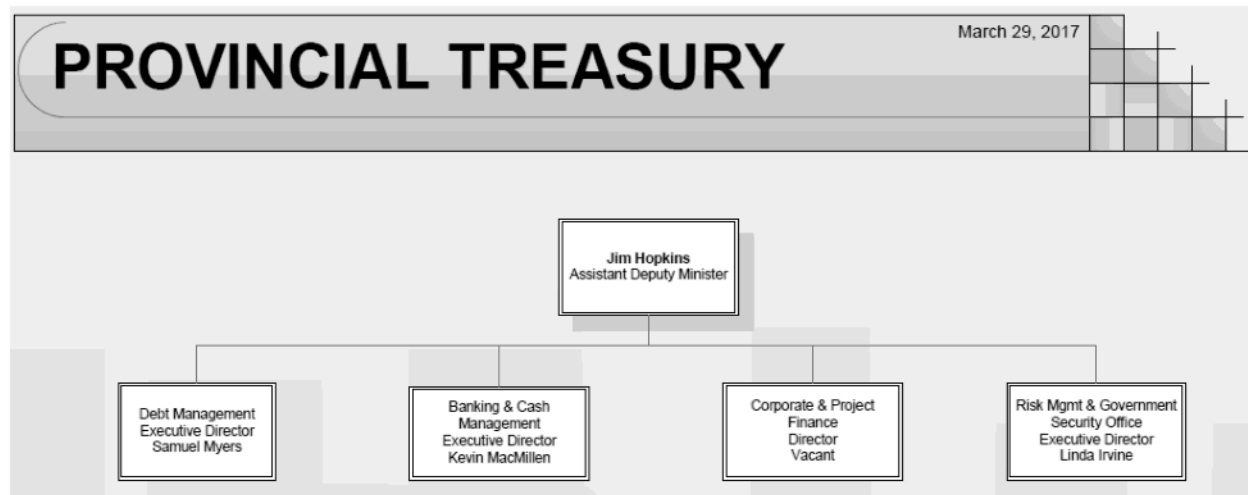 March 29, 2017
PROVINCIAL TREASURY
Jim Hopkins
Assistant Deputy Minister
Debt Management
Executive Director
Samuel Myers
Banking & Cash
Management
Executive Director
Kevin MacMillen
Corporate & Project
Finance
Director
Vacant
Risk Mgmt & Government
Security Office
Executive Director
Linda Irvine